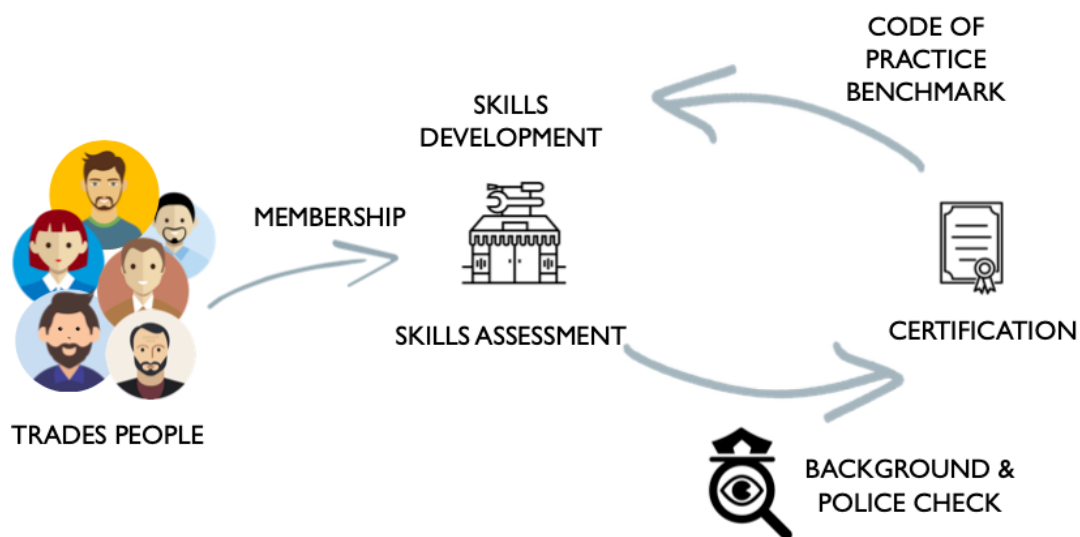 CODE OF
PRACTICE
BENCHMARK
SKILLS
DEVELOPMENT
MEMBERSHIP
SKILLS ASSESSMENT
CERTIFICATION
TRADES PEOPLE
BACKGROUND &
POLICE CHECK